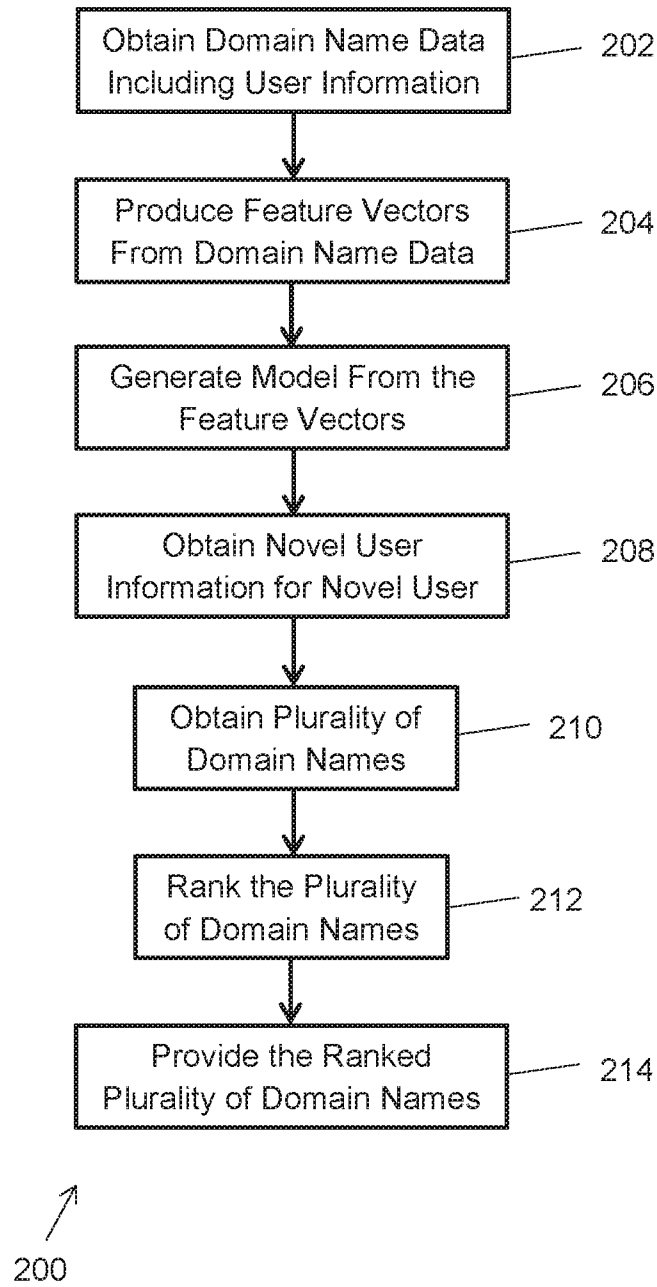 Obtain Domain Name Data
Including User Information
202
Produce Feature Vectors
From Domain Name Data
204
Generate Model From the
Feature Vectors
206
Obtain Novel User
Information for Novel User
208
Obtain Plurality of
Domain Names
210
Rank the Plurality
of Domain Names
212
Provide the Ranked
Plurality of Domain Names
214
200